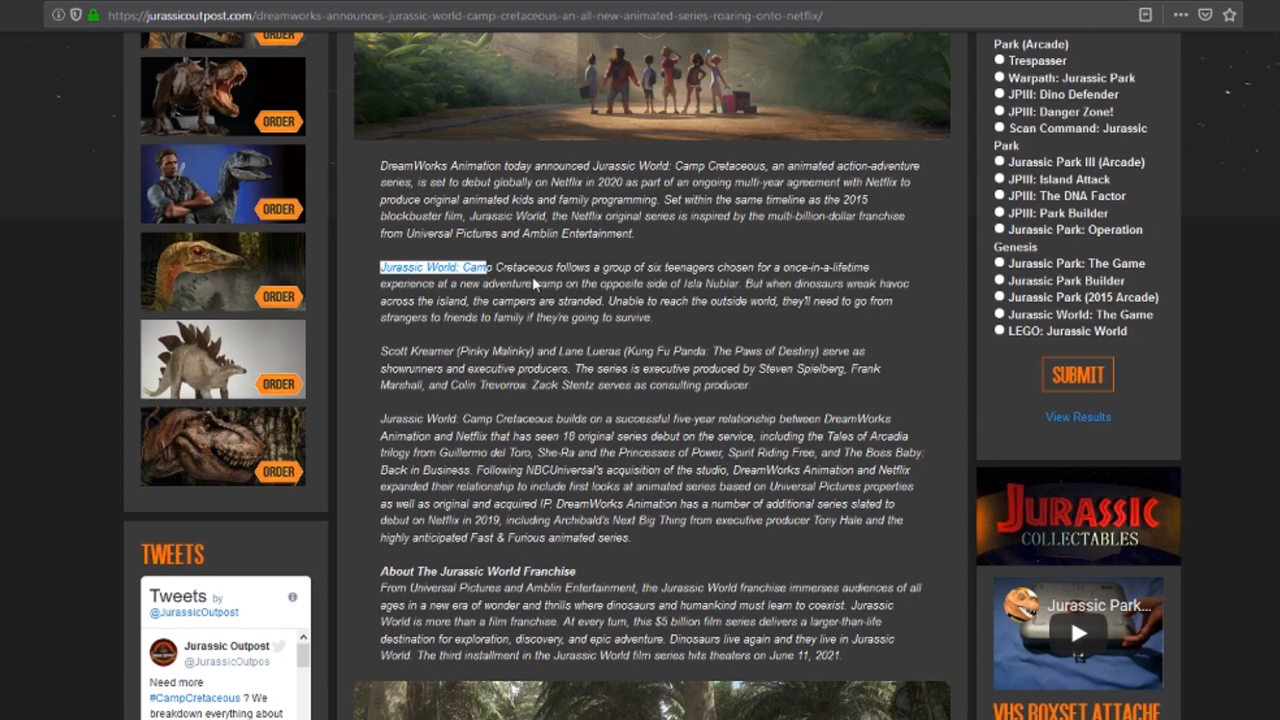 https://jurassicoutpost.com/dreamworks-announces-jurassic-world-camp-cretaceous-an-all-new-animated-series-roaring-onto-netflix/
ORDER
ORDER
ORDER
ORDER
ORDER
ORDER
TWEETS
Tweets by
@JurassicOutpost
Jurassic Outpost
@JurassicOutpos
Need more
#CampCretaceous ? We
breakdown everything about
DreamWorks Animation today announced Jurassic World: Camp Cretaceous, an animated action-adventure
series, is set to debut globally on Netflix in 2020 as part of an ongoing multi-year agreement with Netflix to
produce original animated kids and family programming. Set within the same timeline as the 2015
blockbuster film, Jurassic World, the Netflix original series is inspired by the multi-billion-dollar franchise
from Universal Pictures and Amblin Entertainment.
Jurassic World: Camp Cretaceous follows a group of six teenagers chosen for a once-in-a-lifetime
experience at a new adventure camp on the opposite side of Isla Nublar. But when dinosaurs wreak havoc
across the island, the campers are stranded. Unable to reach the outside world, they'll need to go from
strangers to friends to family if they're going to survive.
Scott Kreamer (Pinky Malinky) and Lane Lueras (Kung Fu Panda: The Paws of Destiny) serve as
showrunners and executive producers. The series is executive produced by Steven Spielberg, Frank
Marshall, and Colin Trevorrow. Zack Stentz serves as consulting producer.
Jurassic World: Camp Cretaceous builds on a successful five-year relationship between DreamWorks
Animation and Netflix that has seen 18 original series debut on the service, including the Tales of Arcadia
trilogy from Guillermo del Toro, She-Ra and the Princesses of Power, Spirit Riding Free, and The Boss Baby:
Back in Business. Following NBCUniversal's acquisition of the studio, DreamWorks Animation and Netflix
expanded their relationship to include first looks at animated series based on Universal Pictures properties
as well as original and acquired IP. DreamWorks Animation has a number of additional series slated to
debut on Netflix in 2019, including Archibald's Next Big Thing from executive producer Tony Hale and the
highly anticipated Fast & Furious animated series.
About The Jurassic World Franchise
From Universal Pictures and Amblin Entertainment, the Jurassic World franchise immerses audiences of all
ages in a new era of wonder and thrills where dinosaurs and humankind must learn to coexist. Jurassic
World is more than a film franchise. At every turn, this $5 billion film series delivers a larger-than-life
destination for exploration, discovery, and epic adventure. Dinosaurs live again and they live in Jurassic
World. The third installment in the Jurassic World film series hits theaters on June 11, 2021.
Park (Arcade)
Trespasser
Warpath: Jurassic Park
JPIII: Dino Defender
JPIII: Danger Zone!
Scan Command: Jurassic
Park
Jurassic Park III (Arcade)
JPIII: Island Attack
JPIII: The DNA Factor
JPIII: Park Builder
Jurassic Park: Operation
Genesis
Jurassic Park: The Game
Jurassic Park Builder
Jurassic Park (2015 Arcade)
Jurassic World: The Game
LEGO: Jurassic World
SUBMIT
View Results
JURASSIC
COLLECTABLES
Jurassic Park...
VHS BOXSET ATTACHE